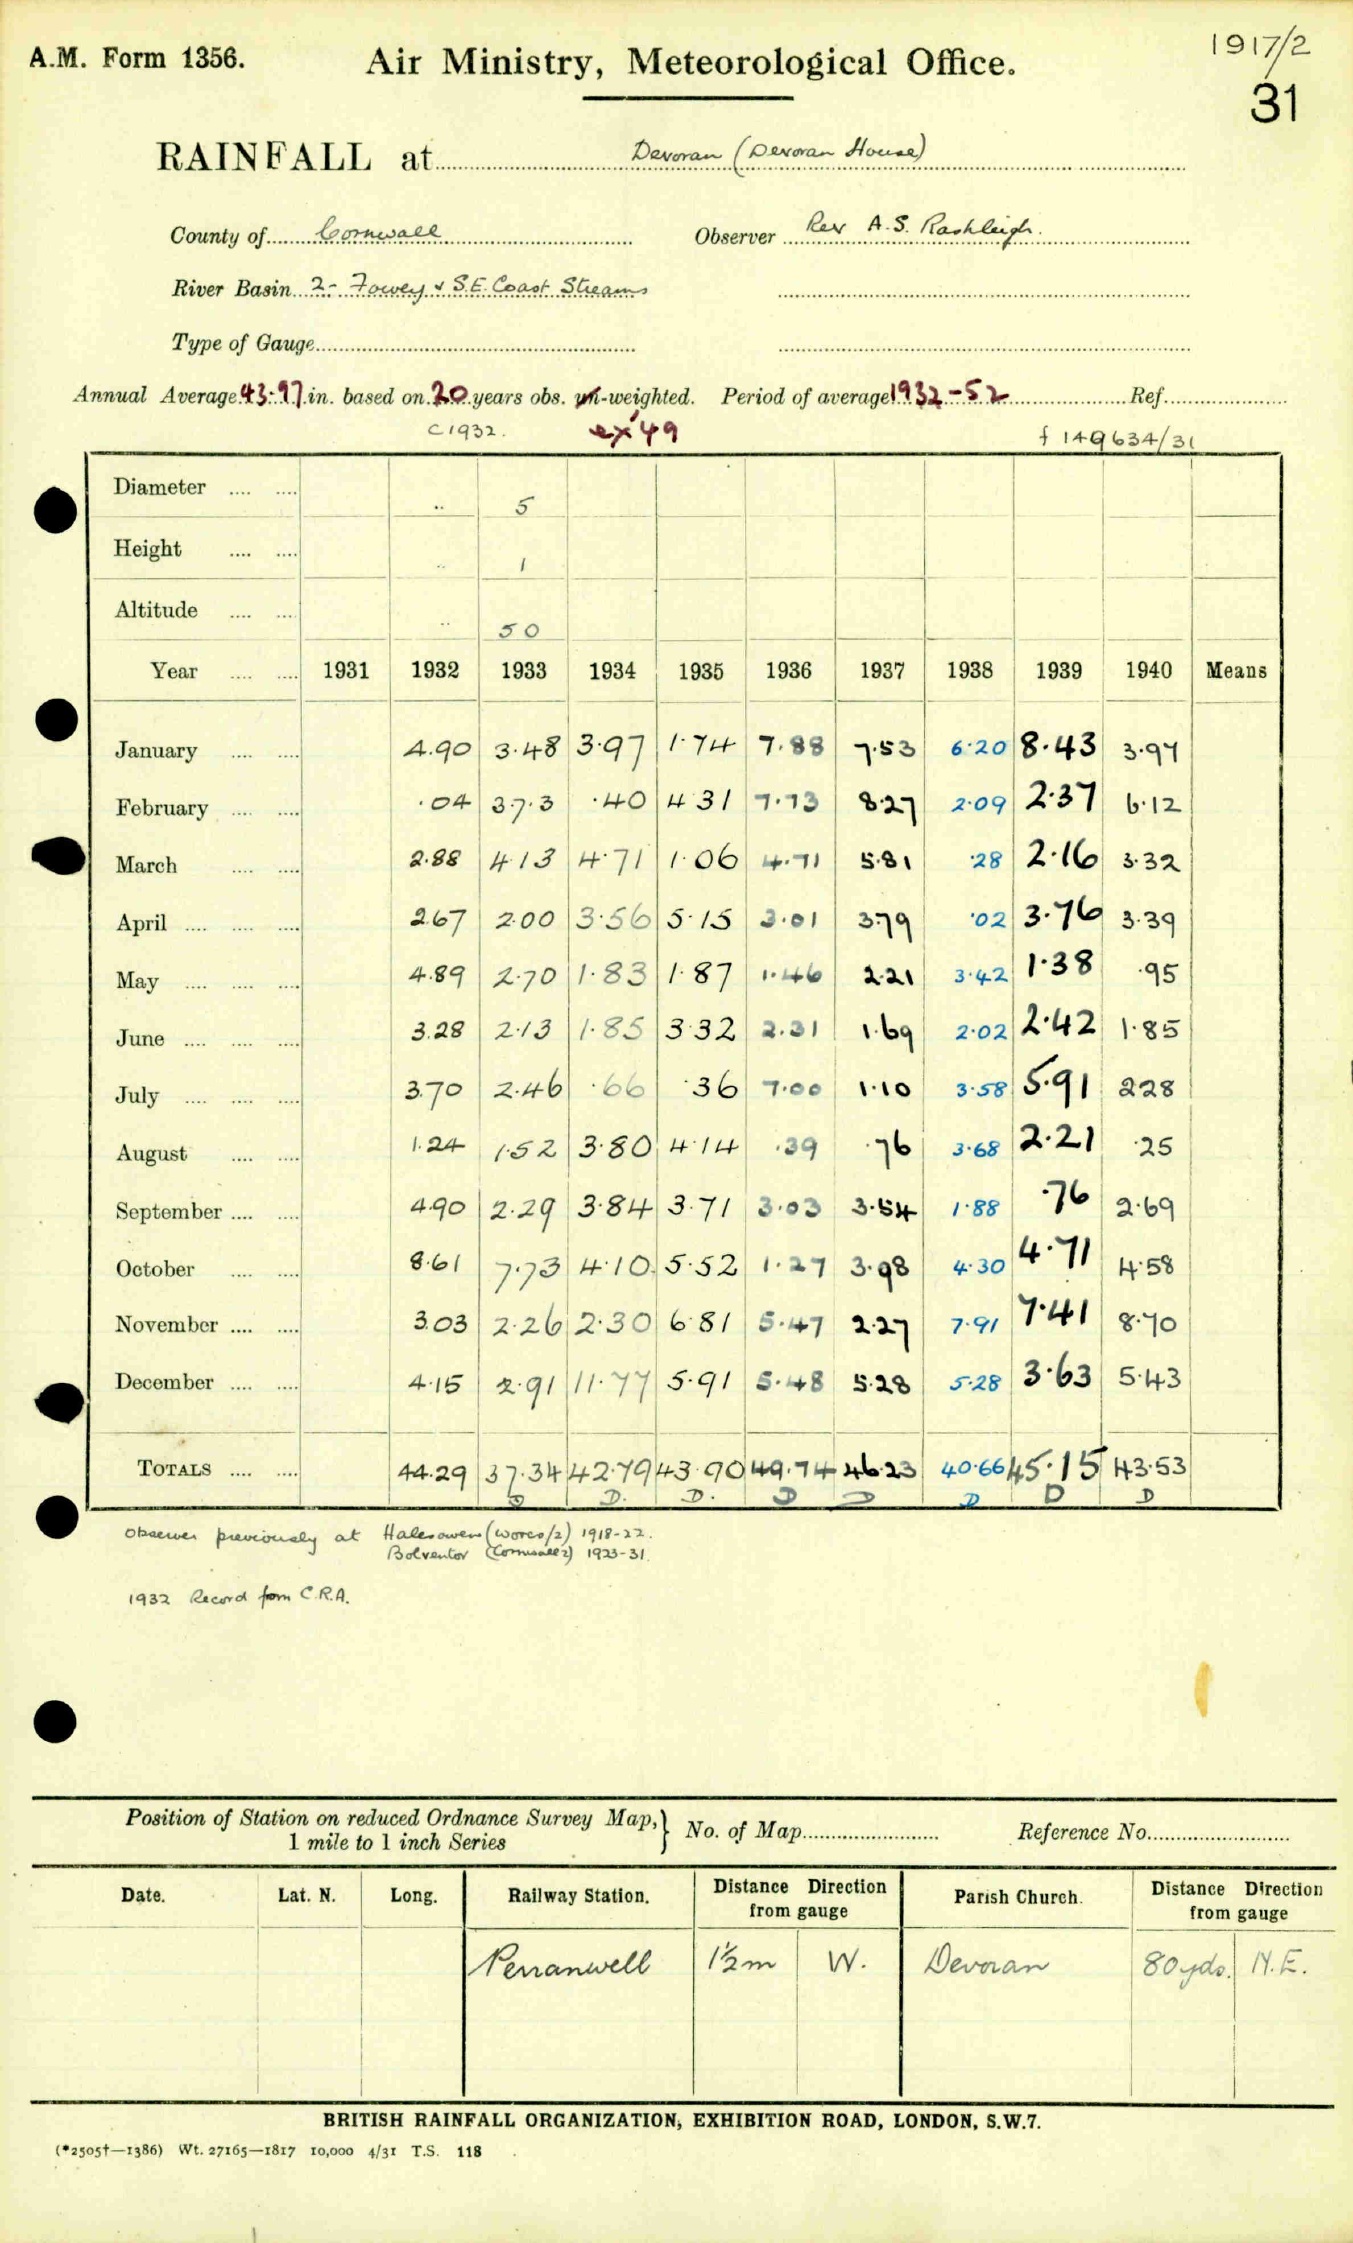 A.M. Form 1356.
Air Ministry, Meteorological Office.
1917/2
31
RAINFALL at Devoran (Devoran House)
County of Cornwall Observer Rev A.S. Rashleigh.
River Basin 2- Fowey & S.E. Coast Streams
Type of Gauge
Annual Average 43.97 in. based on 20 years obs. un-weighted. Period of average 1932-52 Ref.
C1932. ex '49 f 149634/31
Diameter .... .... 5
Height .... .... 1
Altitude .... .... 50
Year .... .... 1931 1932 1933 1934 1935 1936 1937 1938 1939 1940 Means
January .... .... 4.90 3.48 3.97 1.74 7.88 7.53 6.20 8.43 3.97
February .... .... .04 37.3 .40 4 31 7.73 8.27 2.09 2.37 6.12
March .... .... 2.88 4 13 4.71 1.06 4.71 5.81 .28 2.16 3.32
April .... .... .... 2.67 2.00 3.56 5.15 3.01 3.79 .02 3.76 3.39
May .... .... .... 4.89 2.70 1.83 1.87 1.46 2.21 3.42 1.38 .95
June .... .... .... 3.28 2.13 1.85 3.32 2.31 1.69 2.02 2.42 1.85
July .... .... .... 3.70 2.46 .66 .36 7.00 1.10 3.58 5.91 2.28
August .... .... 1.24 1.52 3.80 4.14 .39 .76 3.68 2.21 .25
September .... .... 4.90 2.29 3.84 3.71 3.03 3.54 1.88 .76 2.69
October .... .... 8.61 7.73 4.10 5.52 1.27 3.98 4.30 4.71 4.58
November .... .... 3.03 2.26 2.30 6.81 5.47 2.27 7.91 7.41 8.70
December .... .... 4.15 2.91 11.77 5.91 5.48 5.28 5.28 3.63 5.43
TOTALS .... .... 44.29 37.34 42.79 43.90 49.74 46.23 40.66 45.15 43.53
D D. D. D D D D D
Observer previously at Halesowen (Worcs/2) 1918-22.
Bolventor (Cornwall 2) 1923-31.
1932 Record from C.R.A.
Position of Station on reduced Ordnance Survey Map,
1 mile to 1 inch Series
No. of Map
Reference No.
Date. Lat. N. Long. Railway Station. Distance Direction from gauge Parish Church. Distance Direction from gauge
Perranwell 1½m W. Devoran 80 yds. N.E.
BRITISH RAINFALL ORGANIZATION, EXHIBITION ROAD, LONDON, S.W.7.
(*2505†—1386) Wt. 27165—1817 10,000 4/31 T.S. 118